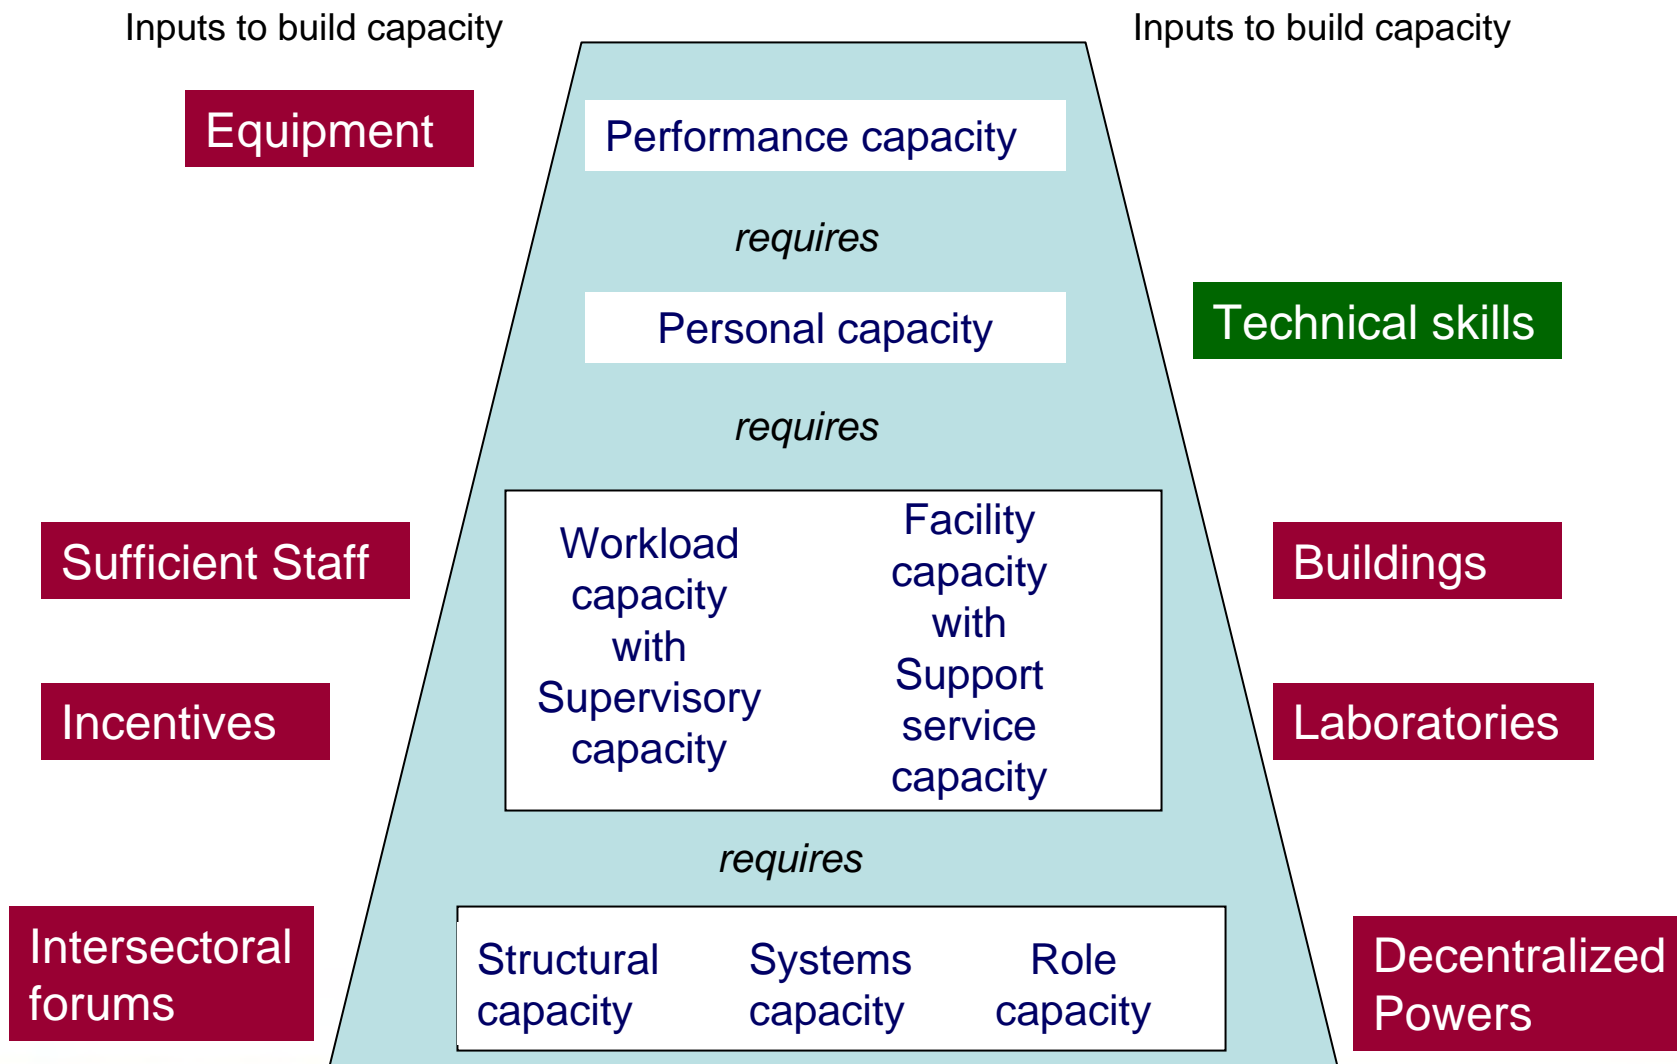 Inputs to build capacity
Inputs to build capacity
Equipment
Performance capacity
requires
Personal capacity
Technical skills
requires
Sufficient Staff
Incentives
Workload
capacity
with
Supervisory
capacity
Facility
capacity
with
Support
service
capacity
Buildings
Laboratories
requires
Intersectoral
forums
Structural
capacity
Systems
capacity
Role
capacity
Decentralized
Powers